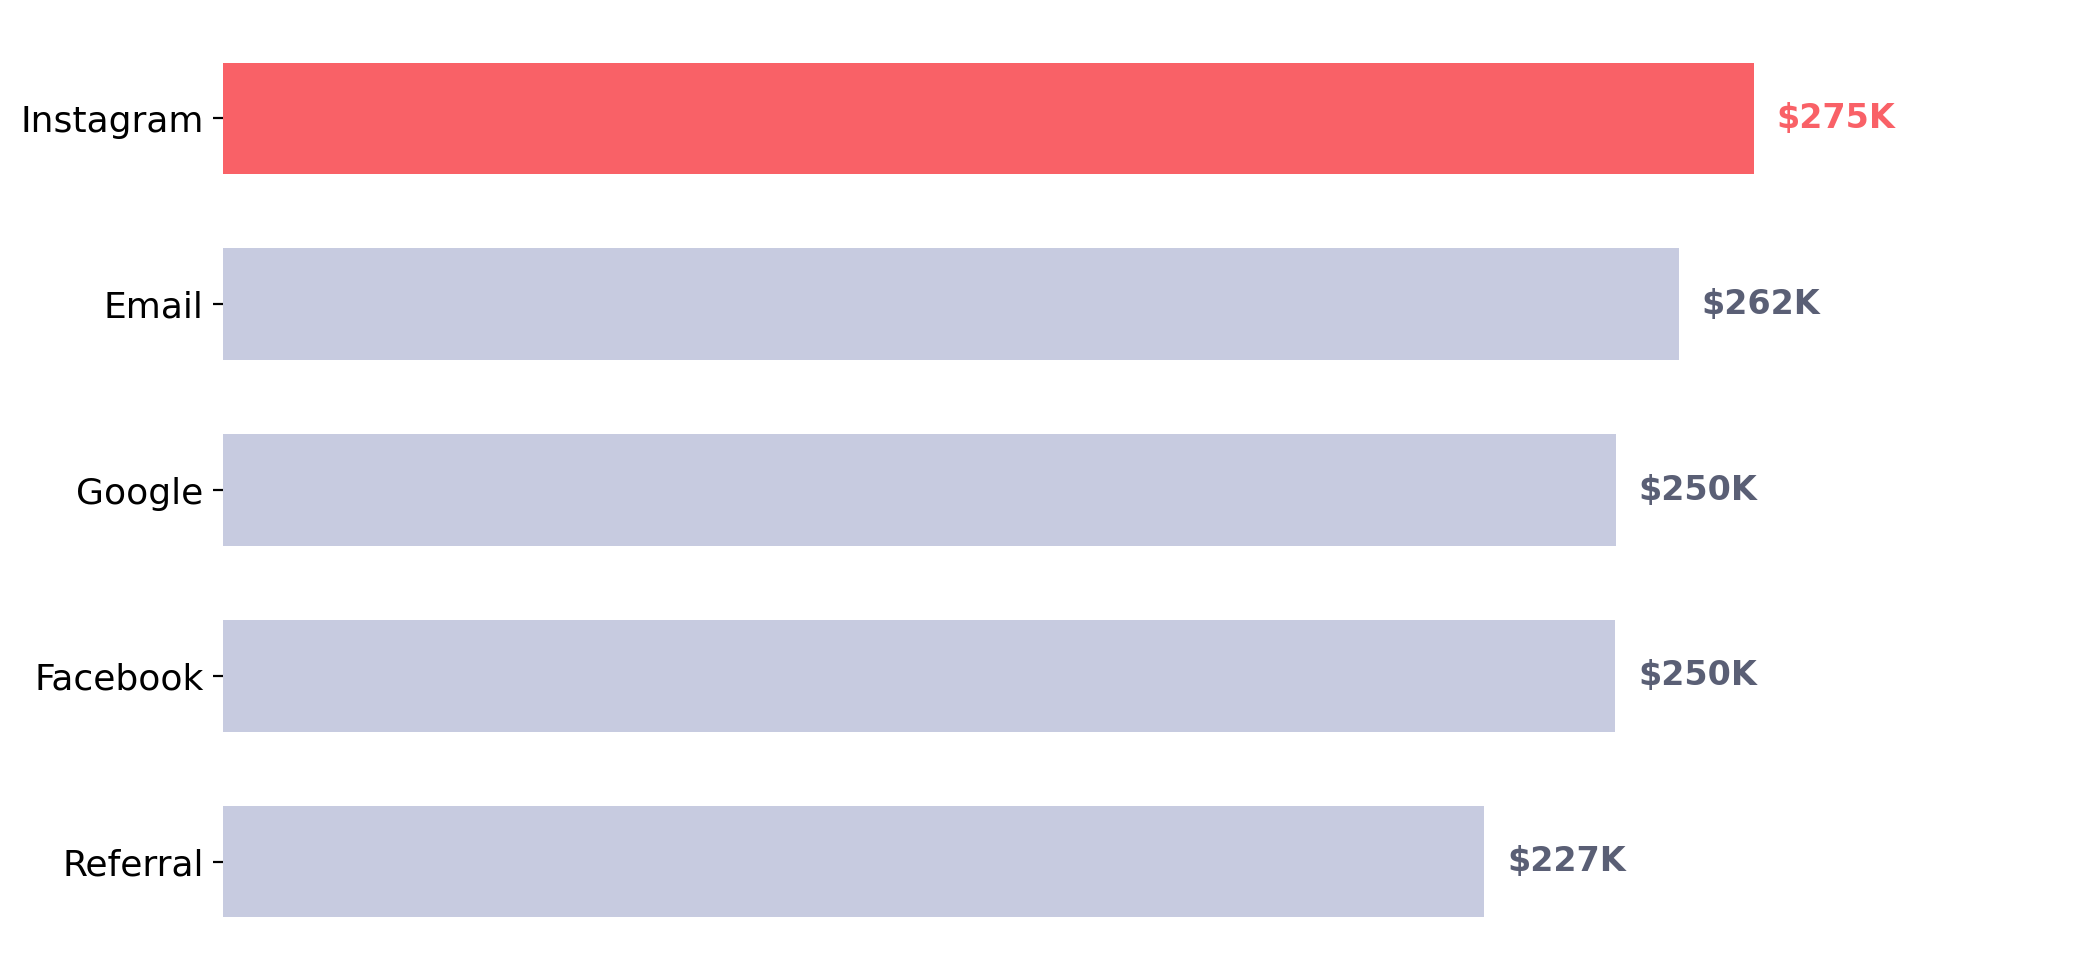 Instagram $275K
Email $262K
Google $250K
Facebook $250K
Referral $227K